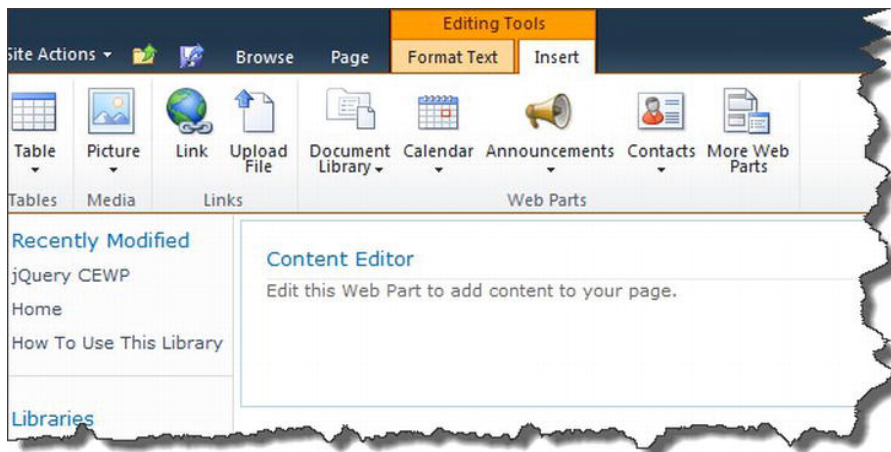 Editing Tools
Site Actions Browse Page Format Text Insert
Table Picture Link Upload File Document Library Calendar Announcements Contacts More Web Parts
Tables Media Links Web Parts
Recently Modified
jQuery CEWP
Home
How To Use This Library
Libraries
Content Editor
Edit this Web Part to add content to your page.